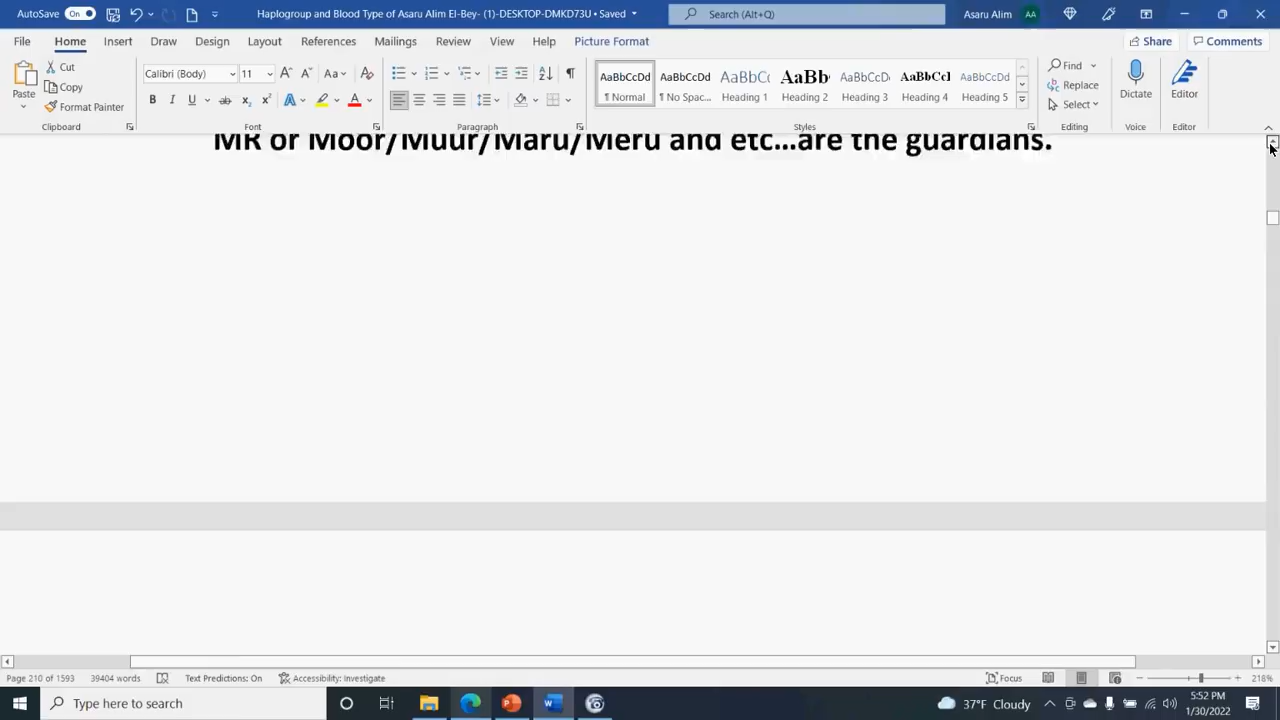 AutoSave On Haplogroup and Mood Type of Asaru Alim El-Bey- (1)-DESKTOP-DMKD73U • Saved Search (Alt+Q) Asaru Alim AA
File Home Insert Draw Design Layout References Mailings Review View Help Picture Format Share Comments
Paste Cut Copy Format Painter
Calibri (Body) 11 Aa
B I U ab x₂ x² A A
AaBbCcDd AaBbCcDd AaBbCc AaBb AaBbCcD AaBbCcI AaBbCcDd
¶ Normal ¶ No Spac... Heading 1 Heading 2 Heading 3 Heading 4 Heading 5
Find Replace Select
Dictate Editor
Clipboard Font Paragraph Styles Editing Voice Editor
MR or Moor/Muur/Maru/Meru and etc...are the guardians.
Page 210 of 1593 39404 words Text Predictions: On Accessibility: Investigate Focus 218%
Type here to search 37°F Cloudy 5:52 PM
1/30/2022